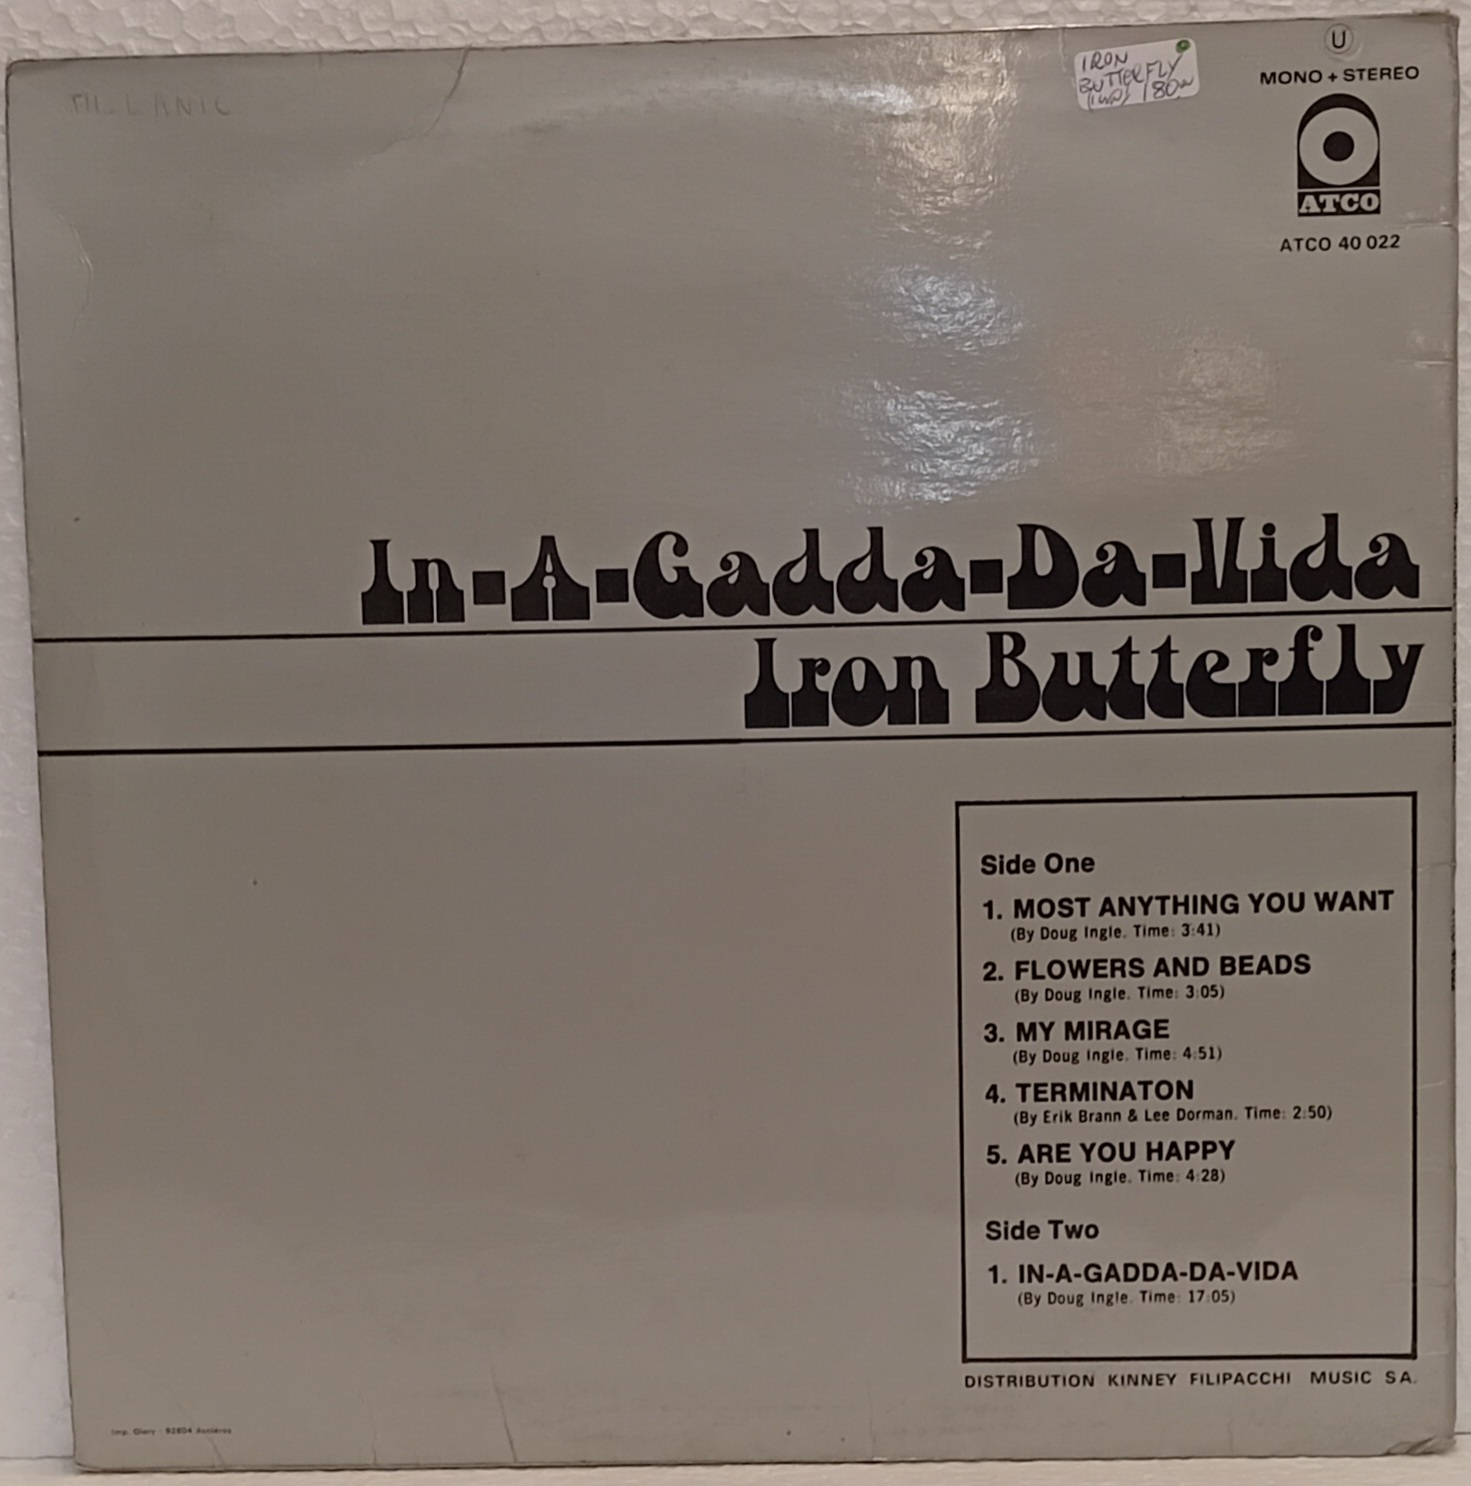 U
MONO + STEREO
IRON
BUTTERFLY
180
ATCO
ATCO 40 022
In-A-Gadda-Da-Vida
Iron Butterfly
Side One
1. MOST ANYTHING YOU WANT
(By Doug Ingle. Time: 3:41)
2. FLOWERS AND BEADS
(By Doug Ingle. Time: 3:05)
3. MY MIRAGE
(By Doug Ingle. Time: 4:51)
4. TERMINATON
(By Erik Brann & Lee Dorman. Time: 2:50)
5. ARE YOU HAPPY
(By Doug Ingle. Time: 4:28)
Side Two
1. IN-A-GADDA-DA-VIDA
(By Doug Ingle. Time: 17:05)
DISTRIBUTION KINNEY FILIPACCHI MUSIC S A.
Imp. Glory - 92604 Asnières